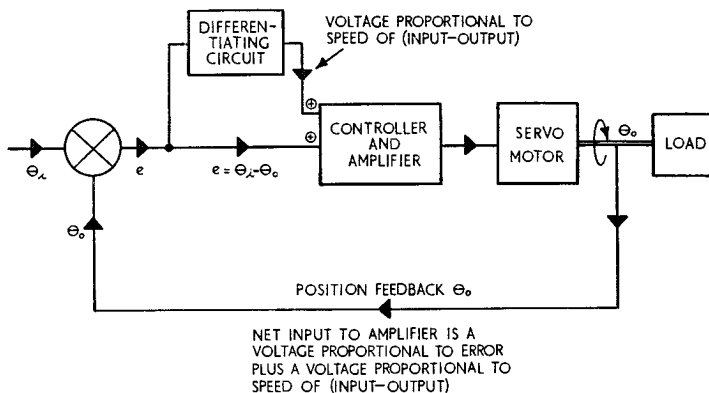 DIFFEREN-
TIATING
CIRCUIT
VOLTAGE PROPORTIONAL TO
SPEED OF (INPUT-OUTPUT)
⊕
⊕
CONTROLLER
AND
AMPLIFIER
SERVO
MOTOR
θₒ
LOAD
θᵢ
e
e = θᵢ-θₒ
θₒ
POSITION FEEDBACK θₒ
NET INPUT TO AMPLIFIER IS A
VOLTAGE PROPORTIONAL TO ERROR
PLUS A VOLTAGE PROPORTIONAL TO
SPEED OF (INPUT-OUTPUT)